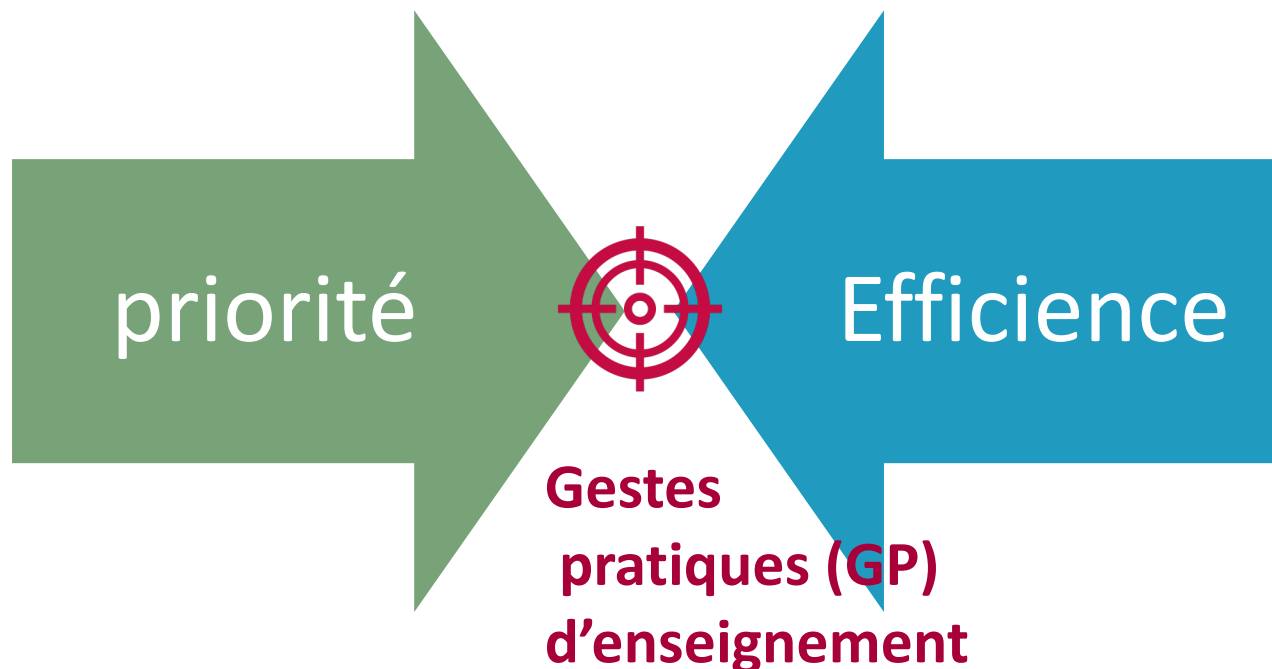 priorité
Efficience
Gestes
pratiques (GP)
d’enseignement